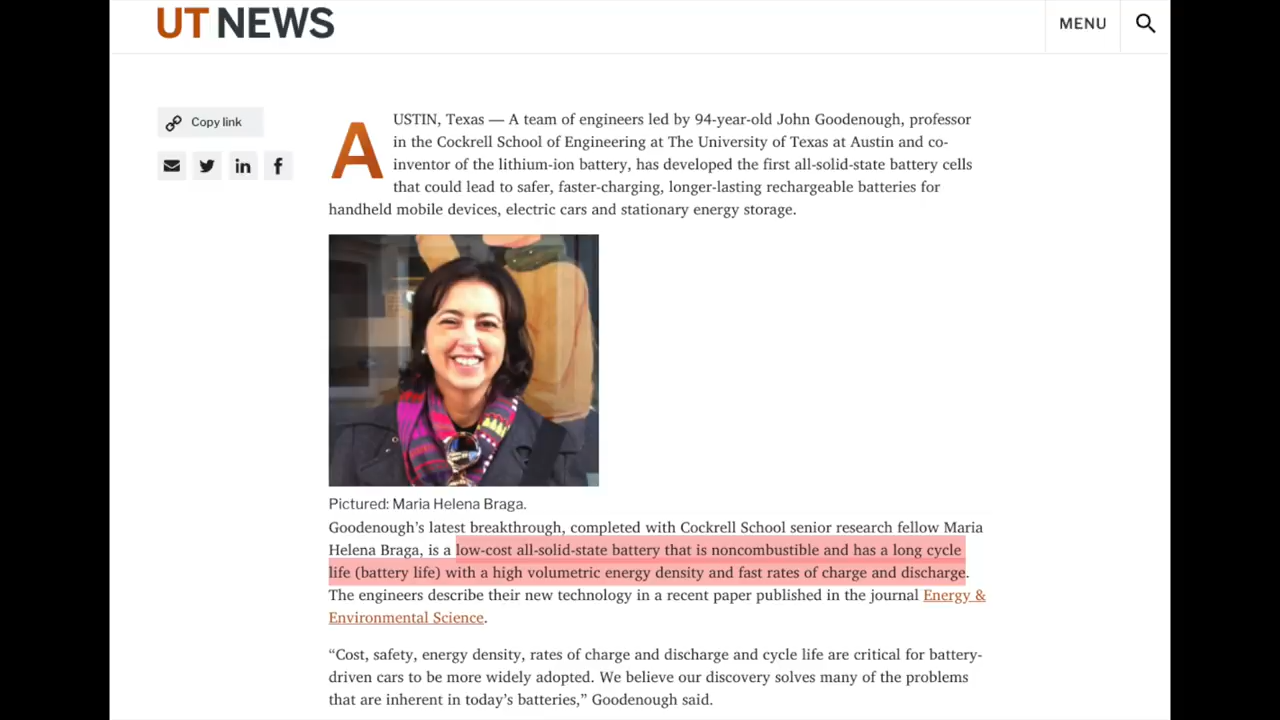 UT NEWS
MENU
Copy link
AUSTIN, Texas — A team of engineers led by 94-year-old John Goodenough, professor
in the Cockrell School of Engineering at The University of Texas at Austin and co-
inventor of the lithium-ion battery, has developed the first all-solid-state battery cells
that could lead to safer, faster-charging, longer-lasting rechargeable batteries for
handheld mobile devices, electric cars and stationary energy storage.
Pictured: Maria Helena Braga.
Goodenough’s latest breakthrough, completed with Cockrell School senior research fellow Maria
Helena Braga, is a low-cost all-solid-state battery that is noncombustible and has a long cycle
life (battery life) with a high volumetric energy density and fast rates of charge and discharge.
The engineers describe their new technology in a recent paper published in the journal Energy &
Environmental Science.
“Cost, safety, energy density, rates of charge and discharge and cycle life are critical for battery-
driven cars to be more widely adopted. We believe our discovery solves many of the problems
that are inherent in today’s batteries,” Goodenough said.